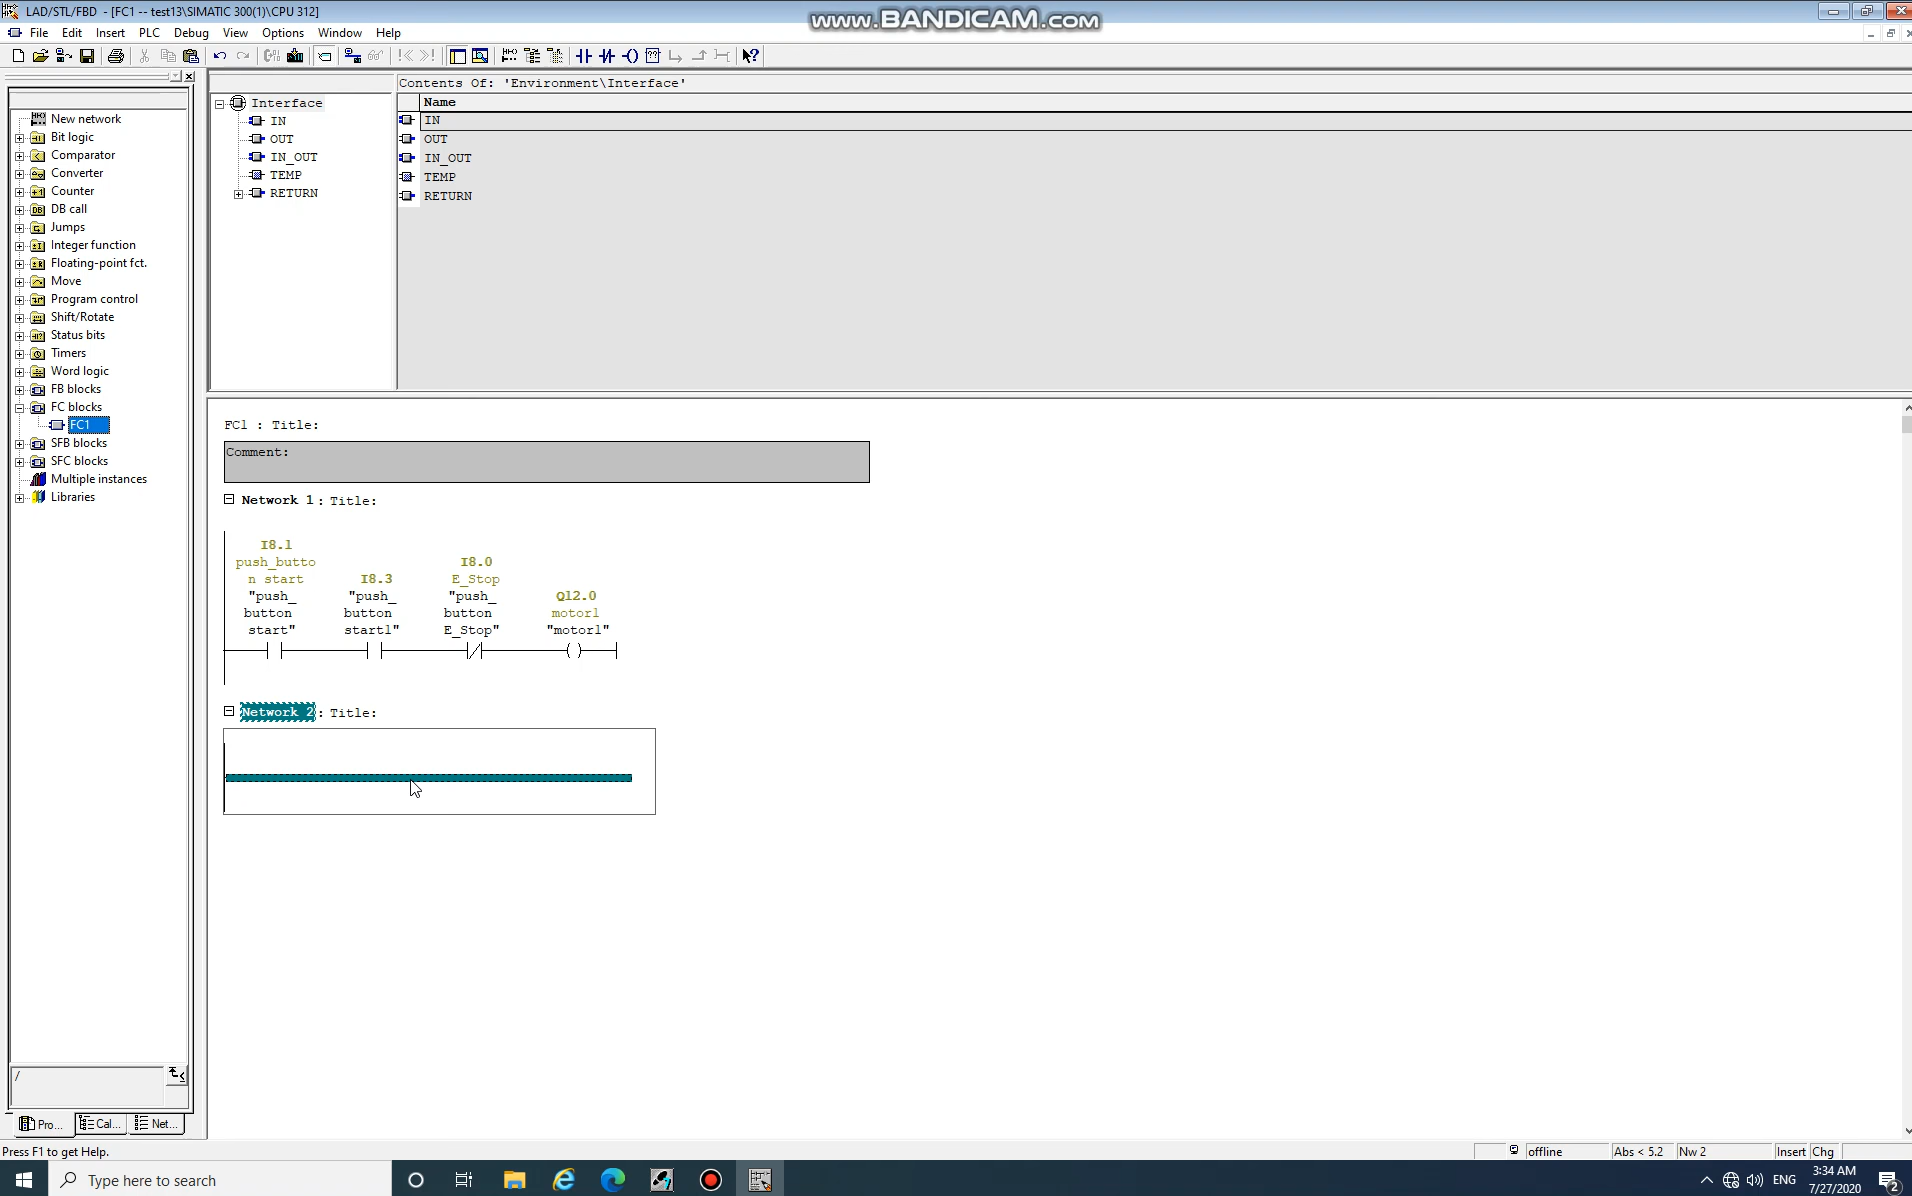 LAD/STL/FBD - [FC1 -- test13\SIMATIC 300(1)\CPU 312]
www.BANDICAM.com
File Edit Insert PLC Debug View Options Window Help
Contents Of: 'Environment\Interface'
Name
Interface
IN
OUT
IN_OUT
TEMP
RETURN
IN
OUT
IN_OUT
TEMP
RETURN
New network
Bit logic
Comparator
Converter
Counter
DB call
Jumps
Integer function
Floating-point fct.
Move
Program control
Shift/Rotate
Status bits
Timers
Word logic
FB blocks
FC blocks
FC1
SFB blocks
SFC blocks
Multiple instances
Libraries
/
Pro... Cal... Net...
FC1 : Title:
Comment:
Network 1 : Title:
I8.1
push_butto
n start
"push_
button
start"
I8.3
"push_
button
start1"
I8.0
E_Stop
"push_
button
E_Stop"
Q12.0
motor1
"motor1"
Network 2 : Title:
Press F1 to get Help.
offline Abs < 5.2 Nw 2 Insert Chg
Type here to search
ENG
3:34 AM
7/27/2020
2